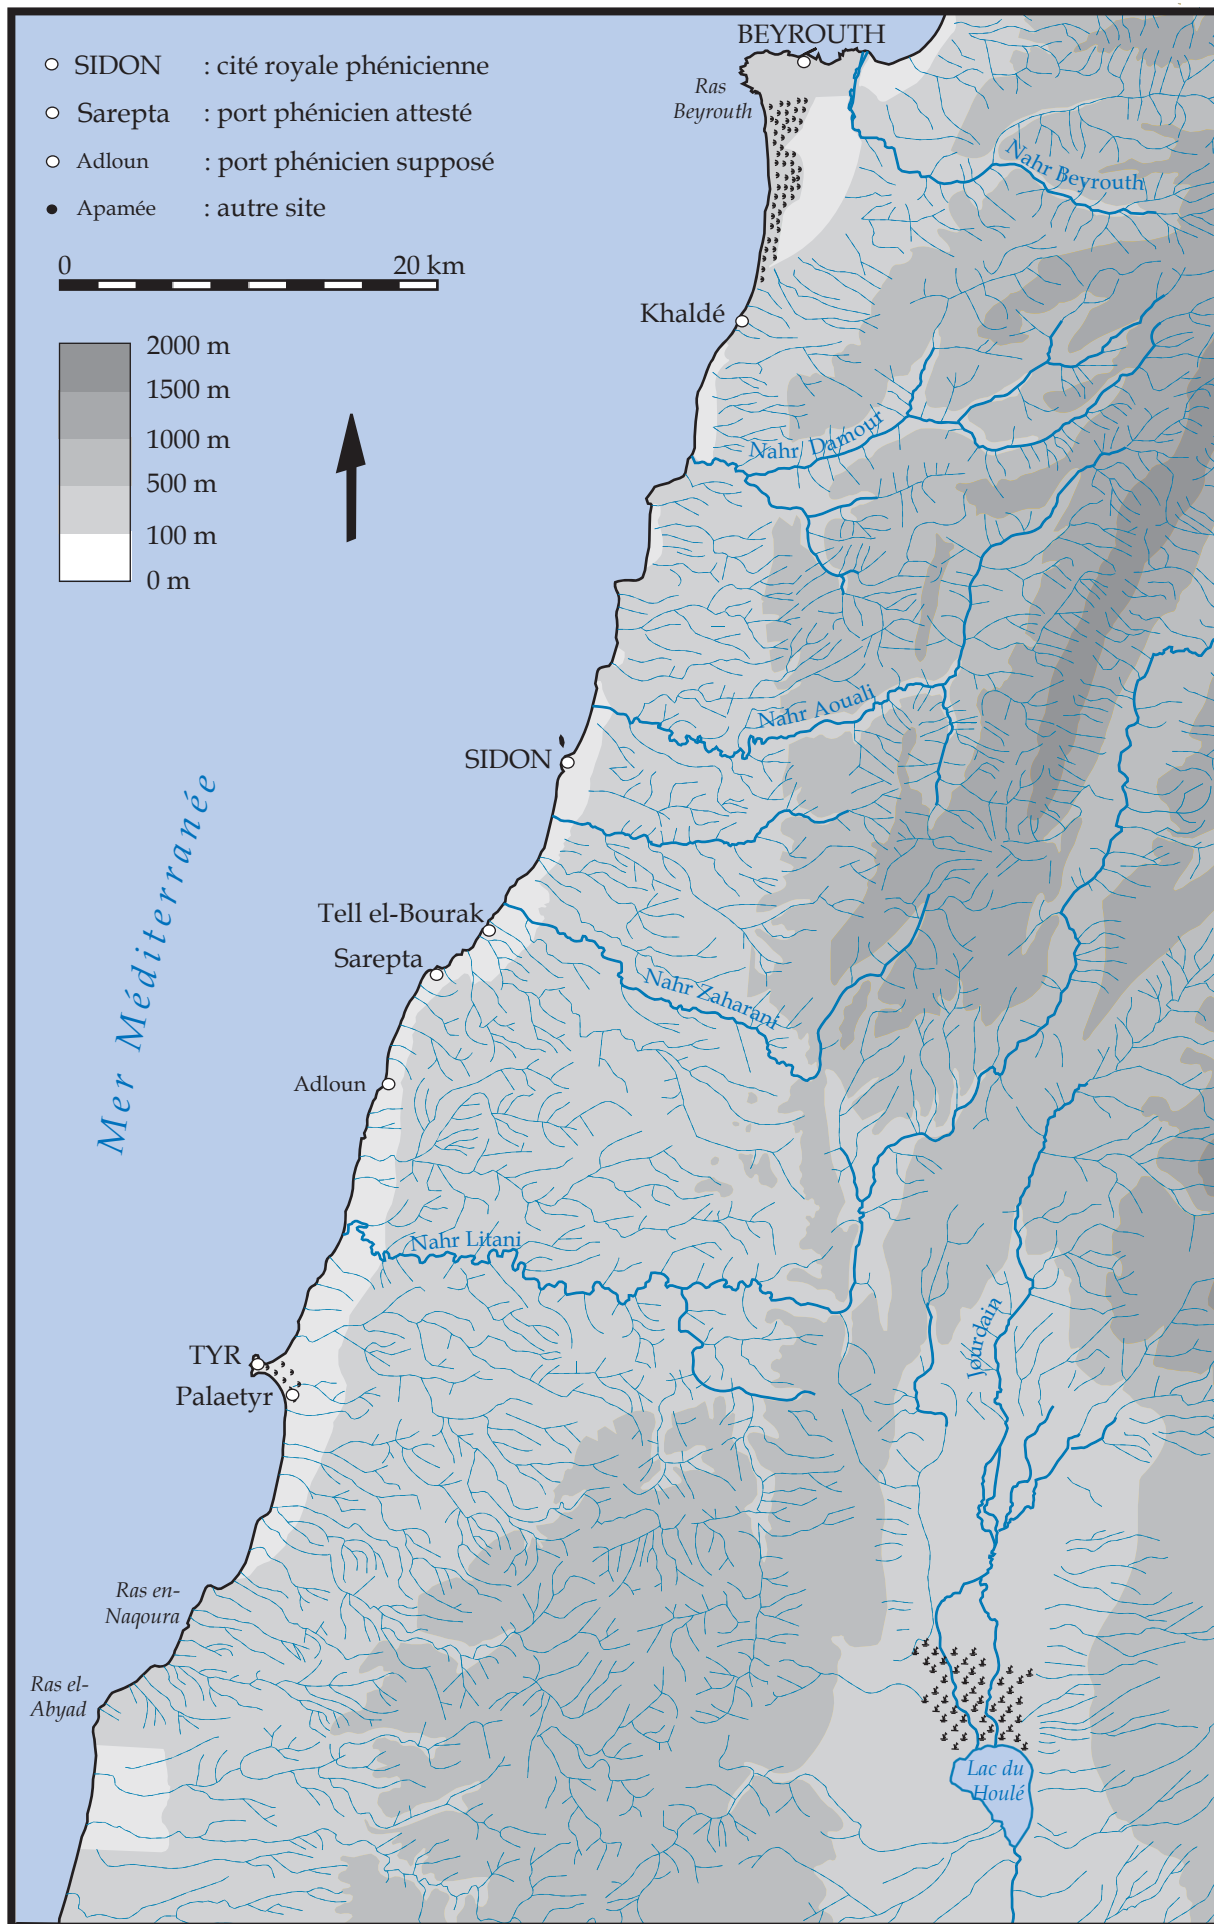 SIDON : cité royale phénicienne
Sarepta : port phénicien attesté
Adloun : port phénicien supposé
Apamée : autre site
0 20 km
2000 m
1500 m
1000 m
500 m
100 m
0 m
BEYROUTH
Ras
Beyrouth
Nahr Beyrouth
Khaldé
Nahr Damour
Nahr Aouali
SIDON
Mer Méditerranée
Tell el-Bourak
Sarepta
Nahr Zaharani
Adloun
Nahr Litani
Jourdain
TYR
Palaetyr
Ras en-
Naqoura
Ras el-
Abyad
Lac du
Houlé